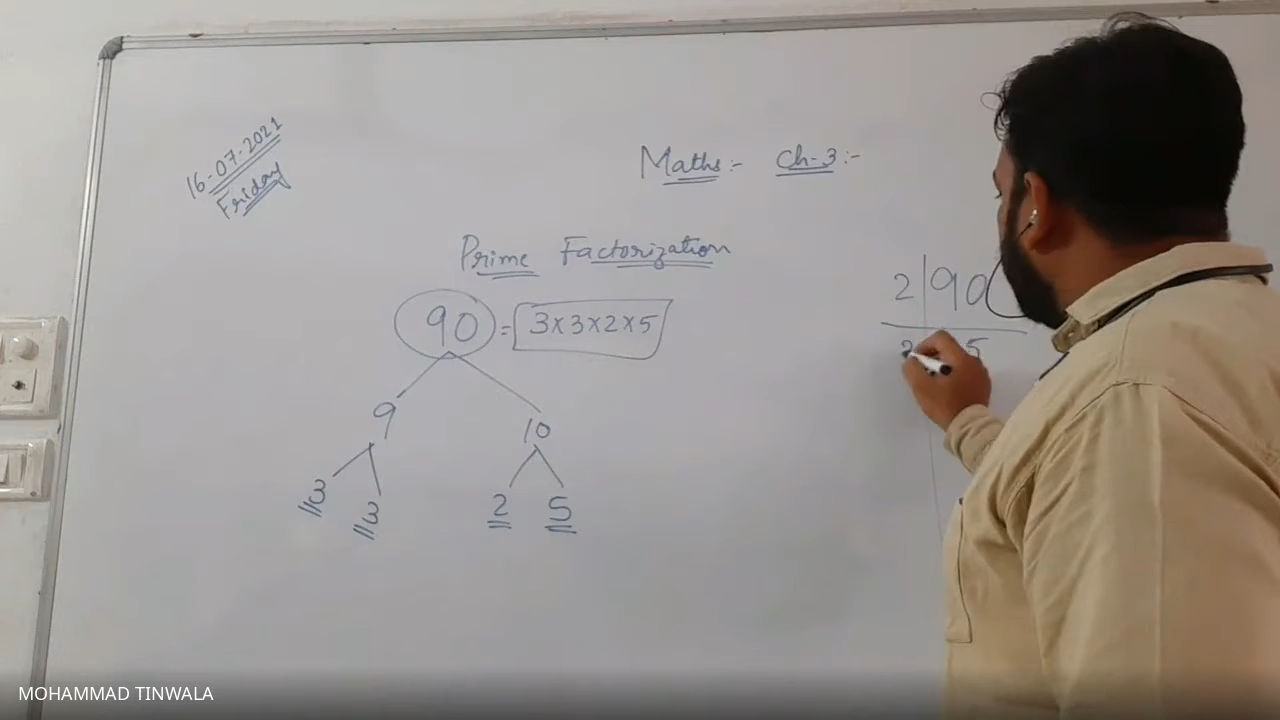 16-07-2021
Friday
Maths:- Ch-3:-
Prime Factorization
90 = 3x3x2x5
9 10
3 3 2 5
2 90
5
MOHAMMAD TINWALA